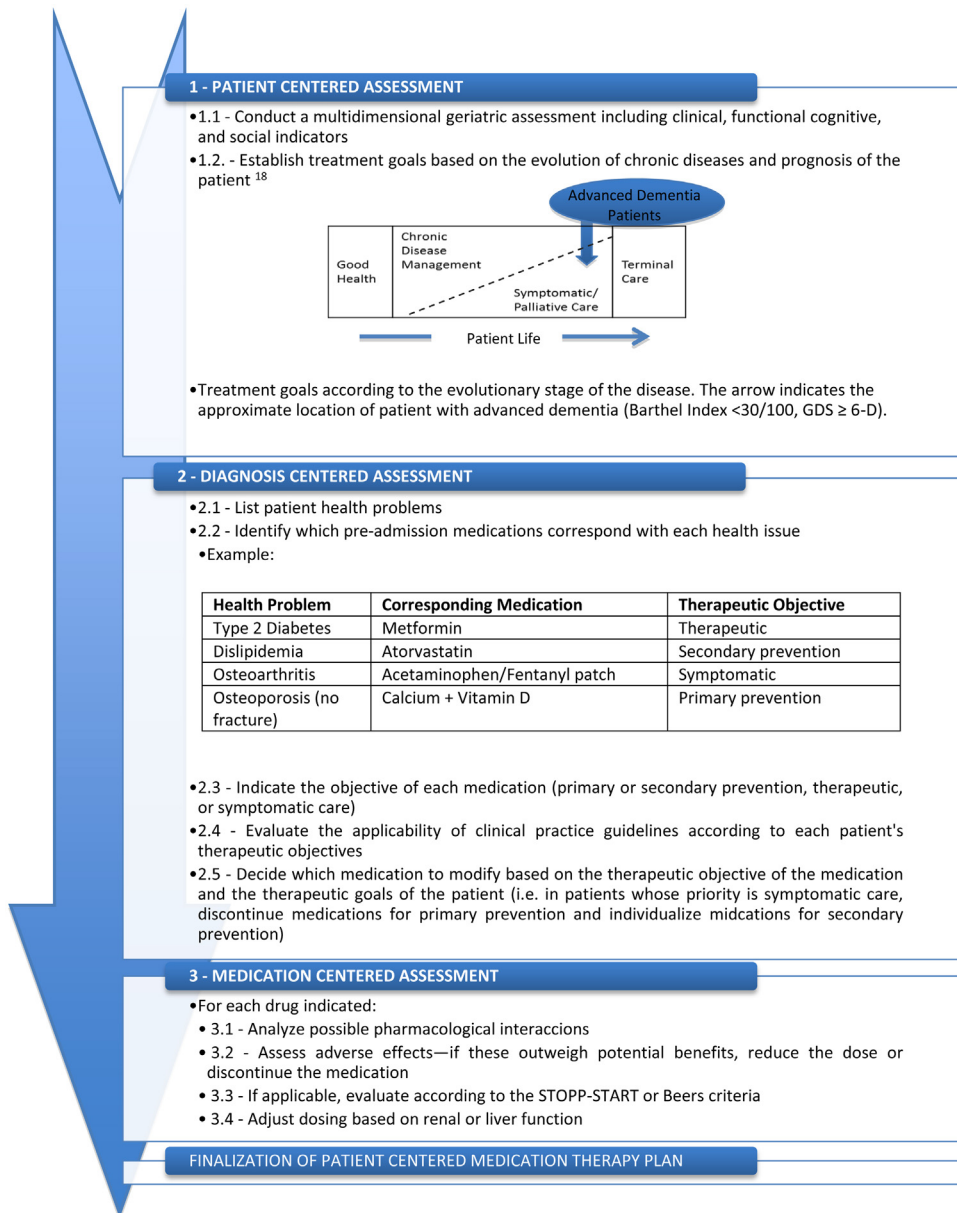 1 - PATIENT CENTERED ASSESSMENT
•1.1 - Conduct a multidimensional geriatric assessment including clinical, functional cognitive,
and social indicators
•1.2. - Establish treatment goals based on the evolution of chronic diseases and prognosis of the
patient 18
Advanced Dementia
Patients
Good
Health
Chronic
Disease
Management
Symptomatic/
Palliative Care
Terminal
Care
Patient Life
•Treatment goals according to the evolutionary stage of the disease. The arrow indicates the
approximate location of patient with advanced dementia (Barthel Index <30/100, GDS ≥ 6-D).
2 - DIAGNOSIS CENTERED ASSESSMENT
•2.1 - List patient health problems
•2.2 - Identify which pre-admission medications correspond with each health issue
•Example:
Health Problem Corresponding Medication Therapeutic Objective
Type 2 Diabetes Metformin Therapeutic
Dislipidemia Atorvastatin Secondary prevention
Osteoarthritis Acetaminophen/Fentanyl patch Symptomatic
Osteoporosis (no Calcium + Vitamin D Primary prevention
fracture)
•2.3 - Indicate the objective of each medication (primary or secondary prevention, therapeutic,
or symptomatic care)
•2.4 - Evaluate the applicability of clinical practice guidelines according to each patient's
therapeutic objectives
•2.5 - Decide which medication to modify based on the therapeutic objective of the medication
and the therapeutic goals of the patient (i.e. in patients whose priority is symptomatic care,
discontinue medications for primary prevention and individualize midcations for secondary
prevention)
3 - MEDICATION CENTERED ASSESSMENT
•For each drug indicated:
• 3.1 - Analyze possible pharmacological interaccions
• 3.2 - Assess adverse effects—if these outweigh potential benefits, reduce the dose or
discontinue the medication
• 3.3 - If applicable, evaluate according to the STOPP-START or Beers criteria
• 3.4 - Adjust dosing based on renal or liver function
FINALIZATION OF PATIENT CENTERED MEDICATION THERAPY PLAN